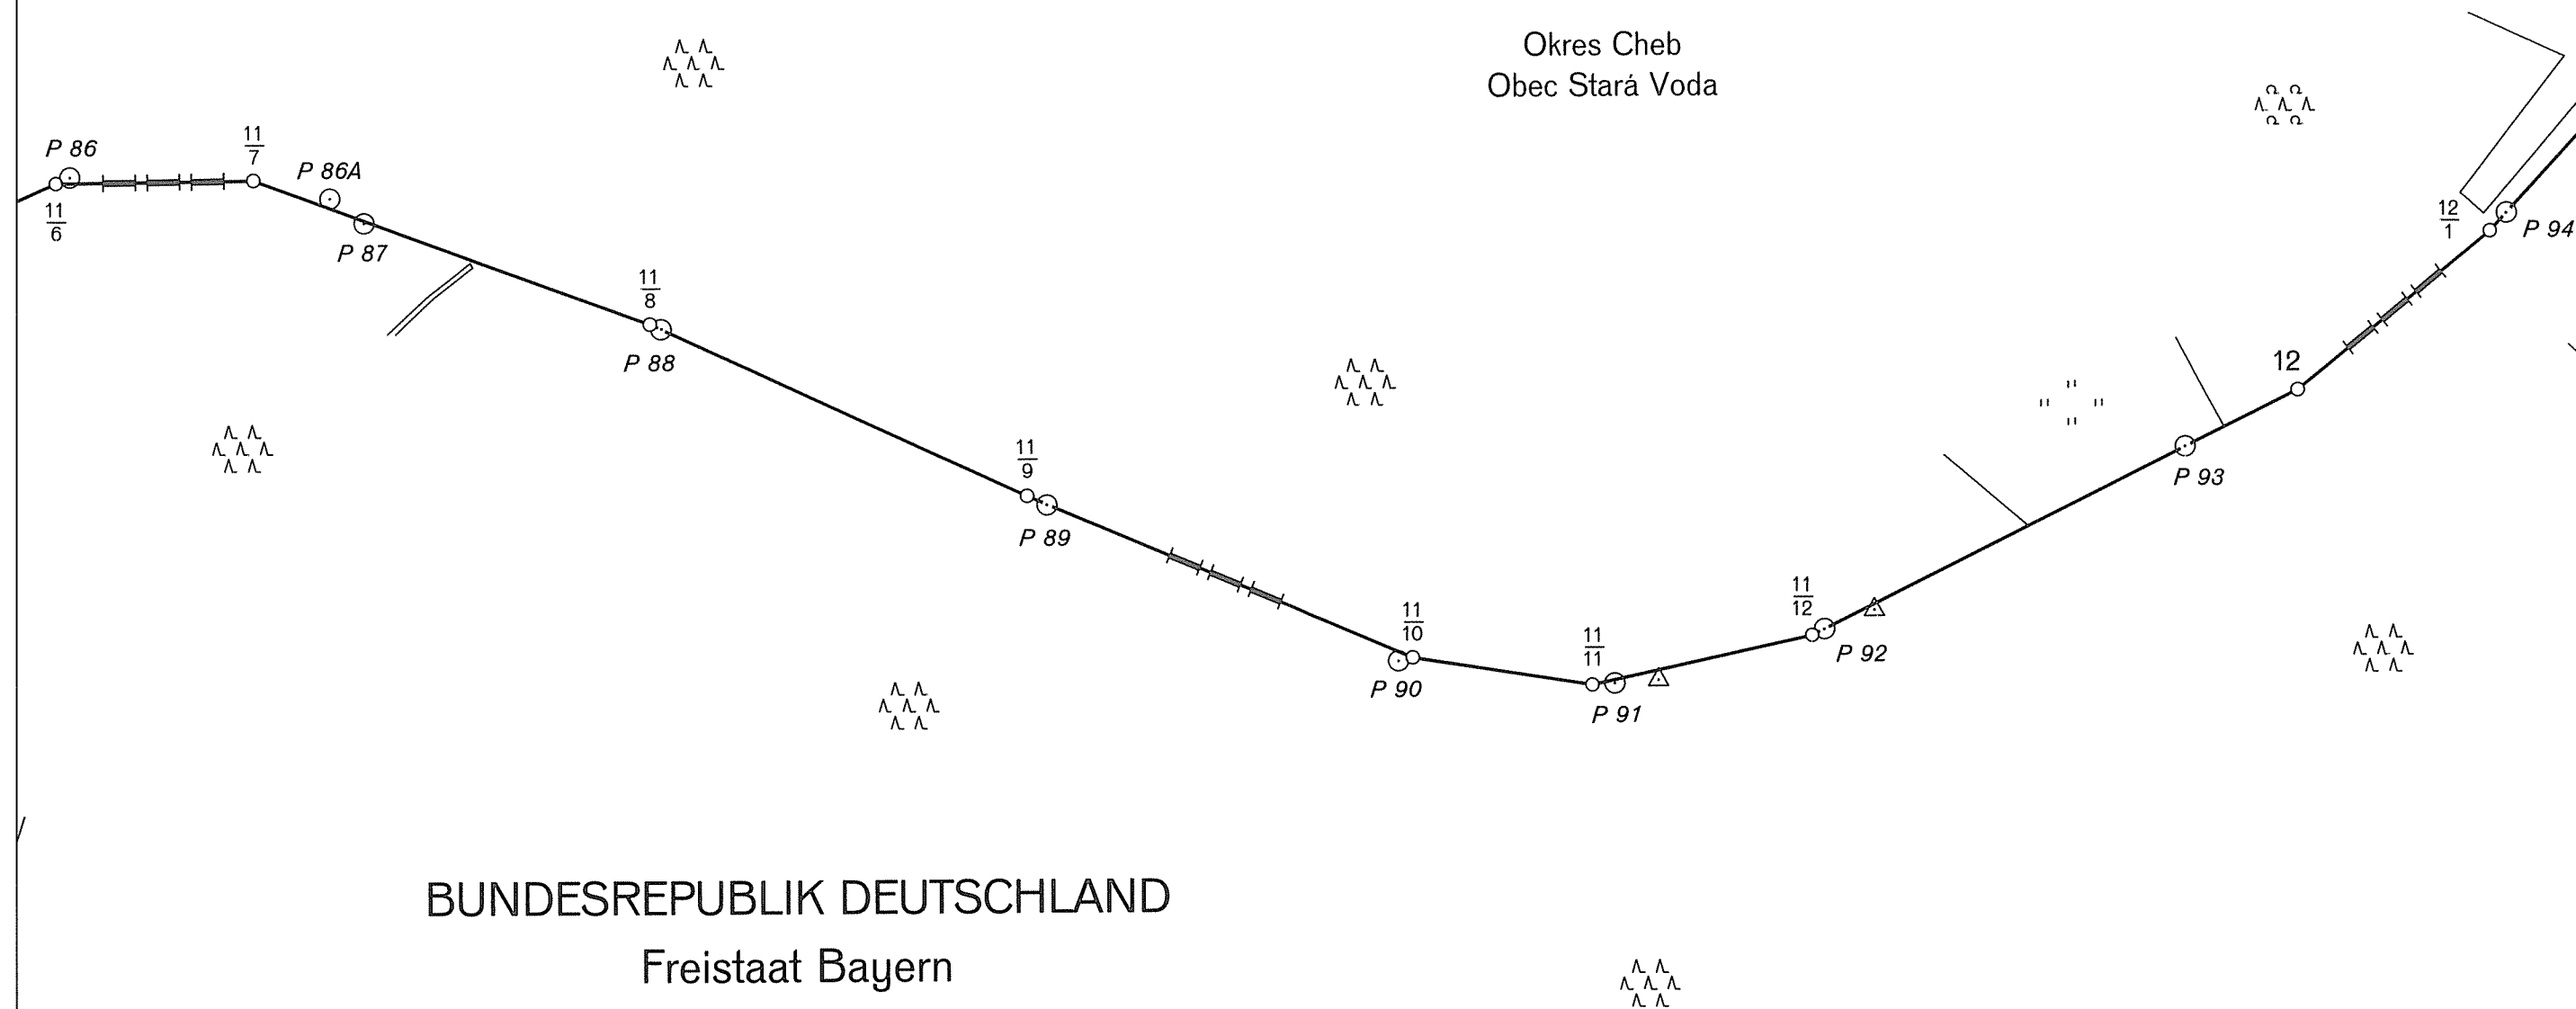 Okres Cheb
Obec Stará Voda
P 86
11
6
11
7
P 86A
P 87
11
8
P 88
11
9
P 89
11
10
P 90
11
11
P 91
11
12
P 92
P 93
12
12
1
P 94
BUNDESREPUBLIK DEUTSCHLAND
Freistaat Bayern